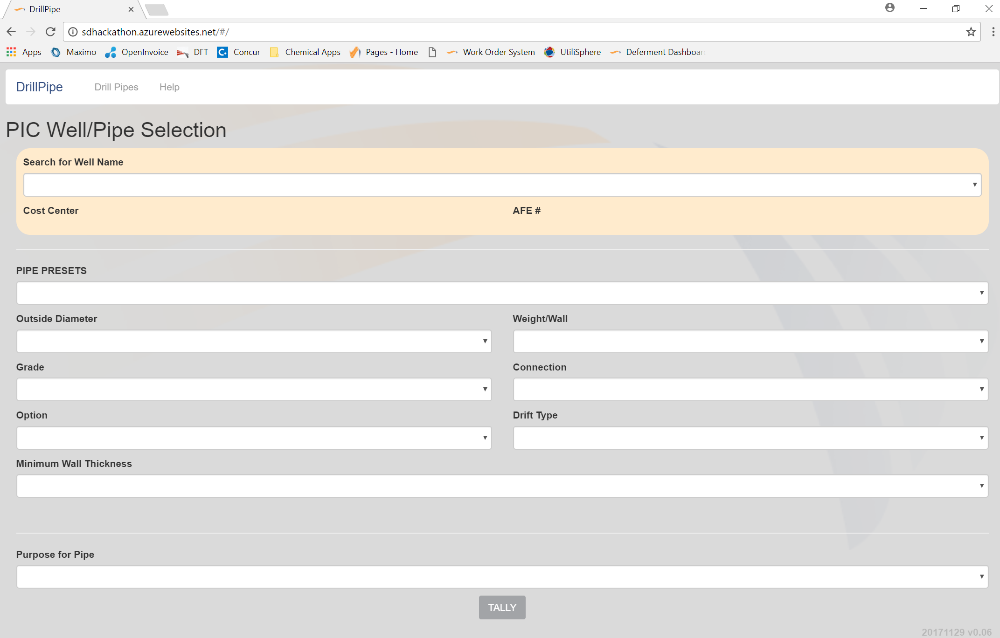 DrillPipe
sdhackathon.azurewebsites.net/#/
Apps Maximo OpenInvoice DFT Concur Chemical Apps Pages - Home Work Order System UtiliSphere Deferment Dashboar
DrillPipe Drill Pipes Help
PIC Well/Pipe Selection
Search for Well Name
Cost Center AFE #
PIPE PRESETS
Outside Diameter Weight/Wall
Grade Connection
Option Drift Type
Minimum Wall Thickness
Purpose for Pipe
TALLY
20171129 v0.06